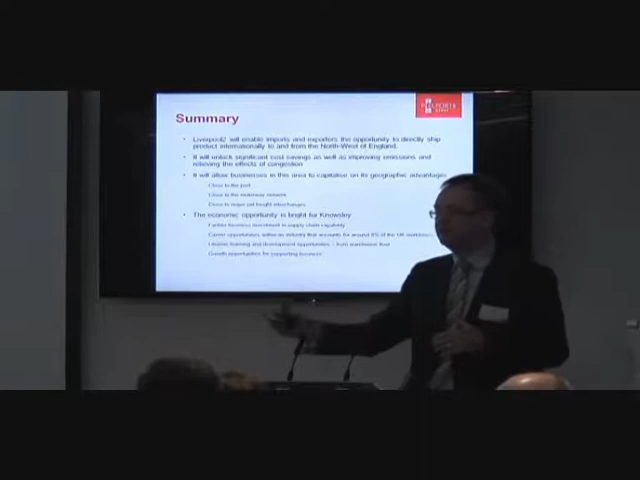 PEEL PORTS
Summary
Liverpool2 will enable imports and exporters the opportunity to directly ship
product internationally to and from the North-West of England.
It will unlock significant cost savings as well as improving emissions and
relieving the effects of congestion
It will allow businesses in this area to capitalise on its geographic advantages
Close to the port
Close to the motorway network
Close to major rail freight interchanges
The economic opportunity is bright for Knowsley
Further business investment in supply chain capability
Career opportunities within an industry that accounts for around 8% of the UK workforce
training and development opportunities – from warehouse floor
Growth opportunities for supporting business